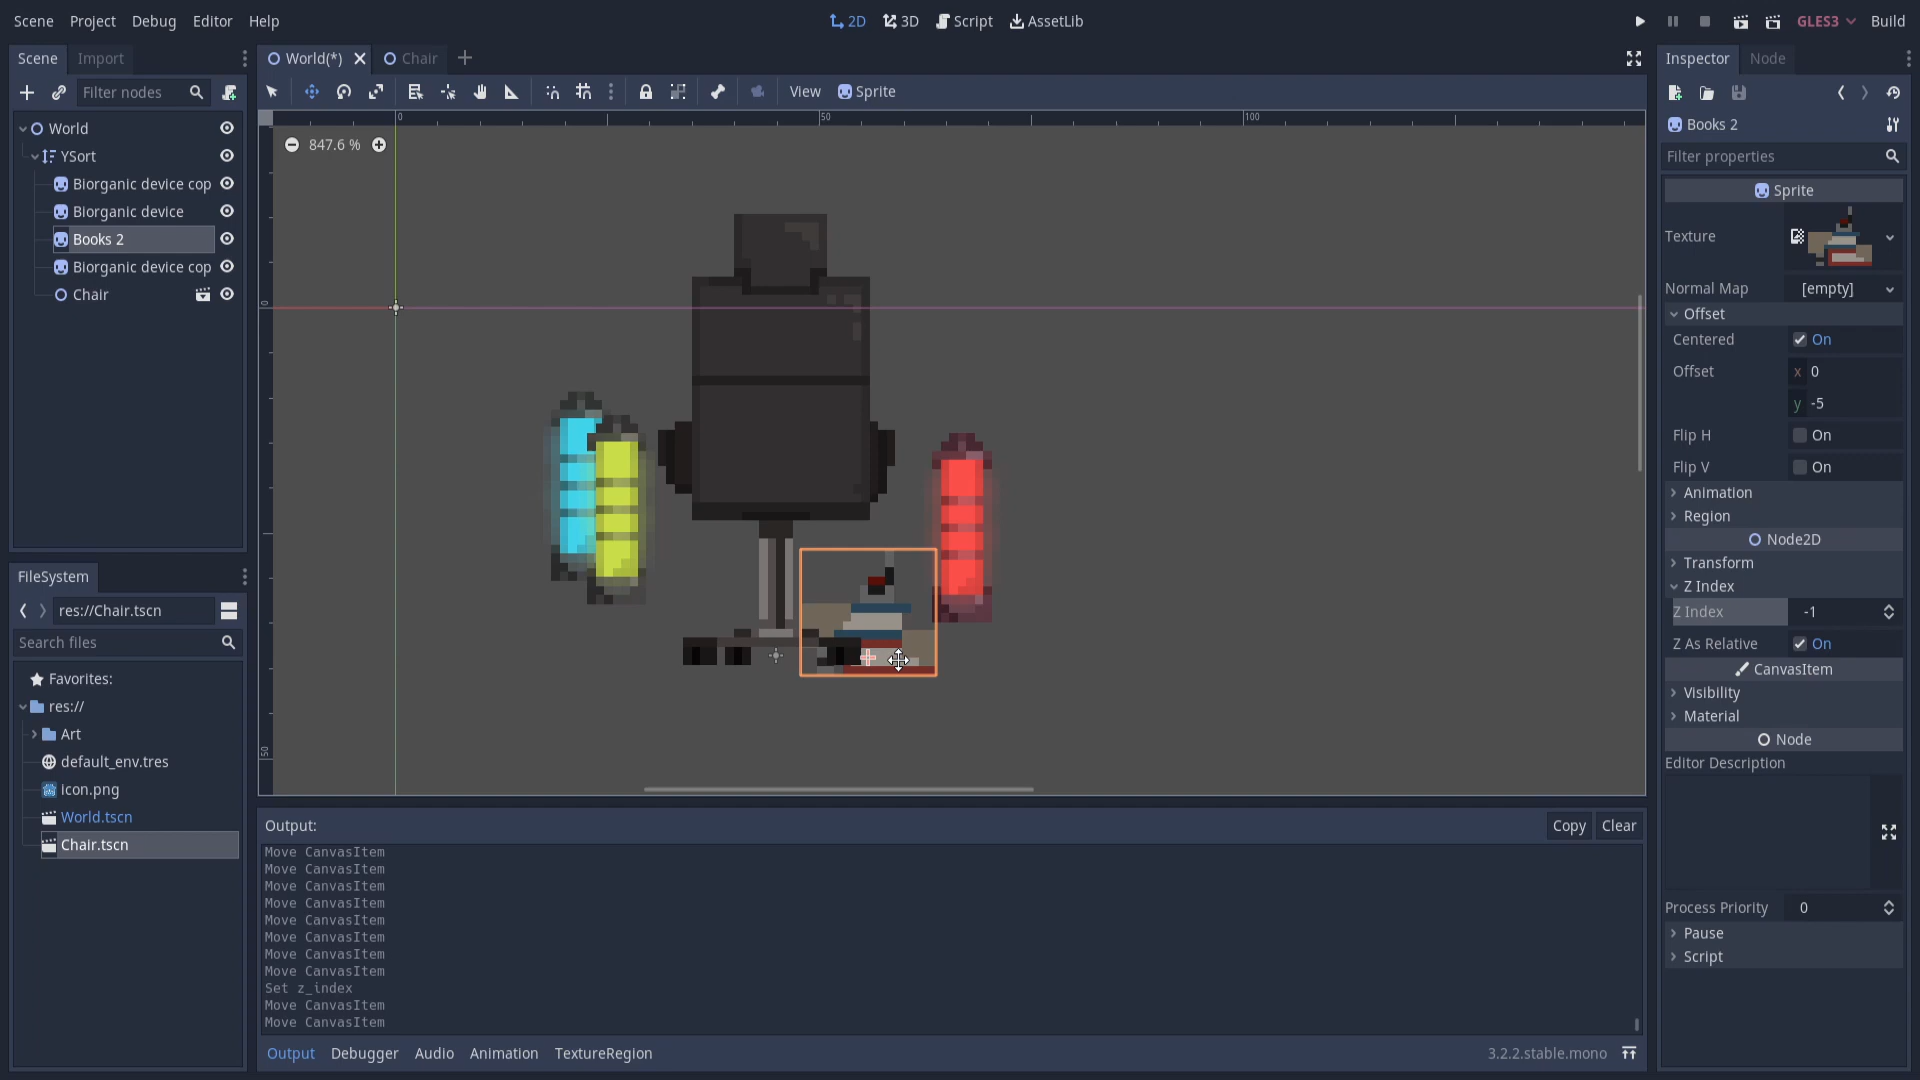 Scene Project Debug Editor Help
2D 3D Script AssetLib
GLES3 Build
Scene Import
World(*) Chair
Inspector Node
Filter nodes
View Sprite
0 50 100
847.6 %
World
YSort
Biorganic device cop
Biorganic device
Books 2
Biorganic device cop
Chair
0
50
FileSystem
res://Chair.tscn
Search files
Favorites:
res://
Art
default_env.tres
icon.png
World.tscn
Chair.tscn
Output:
Copy Clear
Move CanvasItem
Move CanvasItem
Move CanvasItem
Move CanvasItem
Move CanvasItem
Move CanvasItem
Move CanvasItem
Move CanvasItem
Set z_index
Move CanvasItem
Move CanvasItem
Output Debugger Audio Animation TextureRegion
3.2.2.stable.mono
Books 2
Filter properties
Sprite
Texture
Normal Map [empty]
Offset
Centered On
Offset x 0
y -5
Flip H On
Flip V On
Animation
Region
Node2D
Transform
Z Index
Z Index -1
Z As Relative On
CanvasItem
Visibility
Material
Node
Editor Description
Process Priority 0
Pause
Script